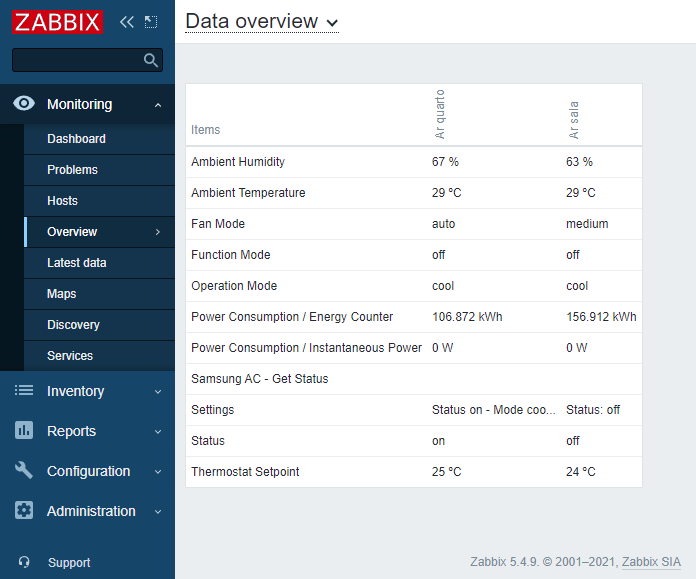 ZABBIX
Data overview
Monitoring
Dashboard
Problems
Hosts
Overview
Latest data
Maps
Discovery
Services
Inventory
Reports
Configuration
Administration
Support
Items Ar quarto Ar sala
Ambient Humidity 67 % 63 %
Ambient Temperature 29 ºC 29 ºC
Fan Mode auto medium
Function Mode off off
Operation Mode cool cool
Power Consumption / Energy Counter 106.872 kWh 156.912 kWh
Power Consumption / Instantaneous Power 0 W 0 W
Samsung AC - Get Status
Settings Status on - Mode coo... Status: off
Status on off
Thermostat Setpoint 25 ºC 24 ºC
Zabbix 5.4.9. © 2001–2021, Zabbix SIA